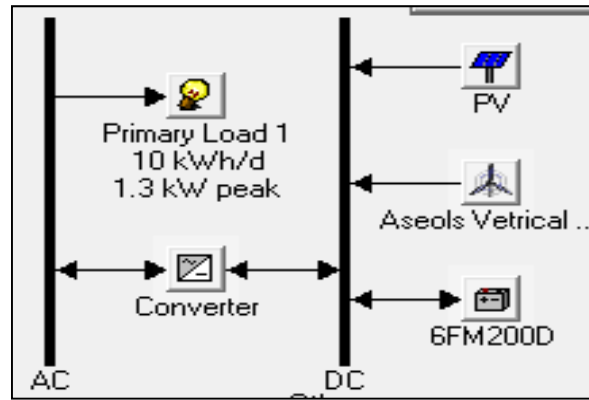 Primary Load 1
10 kWh/d
1.3 kW peak
Converter
AC
PV
Aseols Vetrical ..
6FM200D
DC